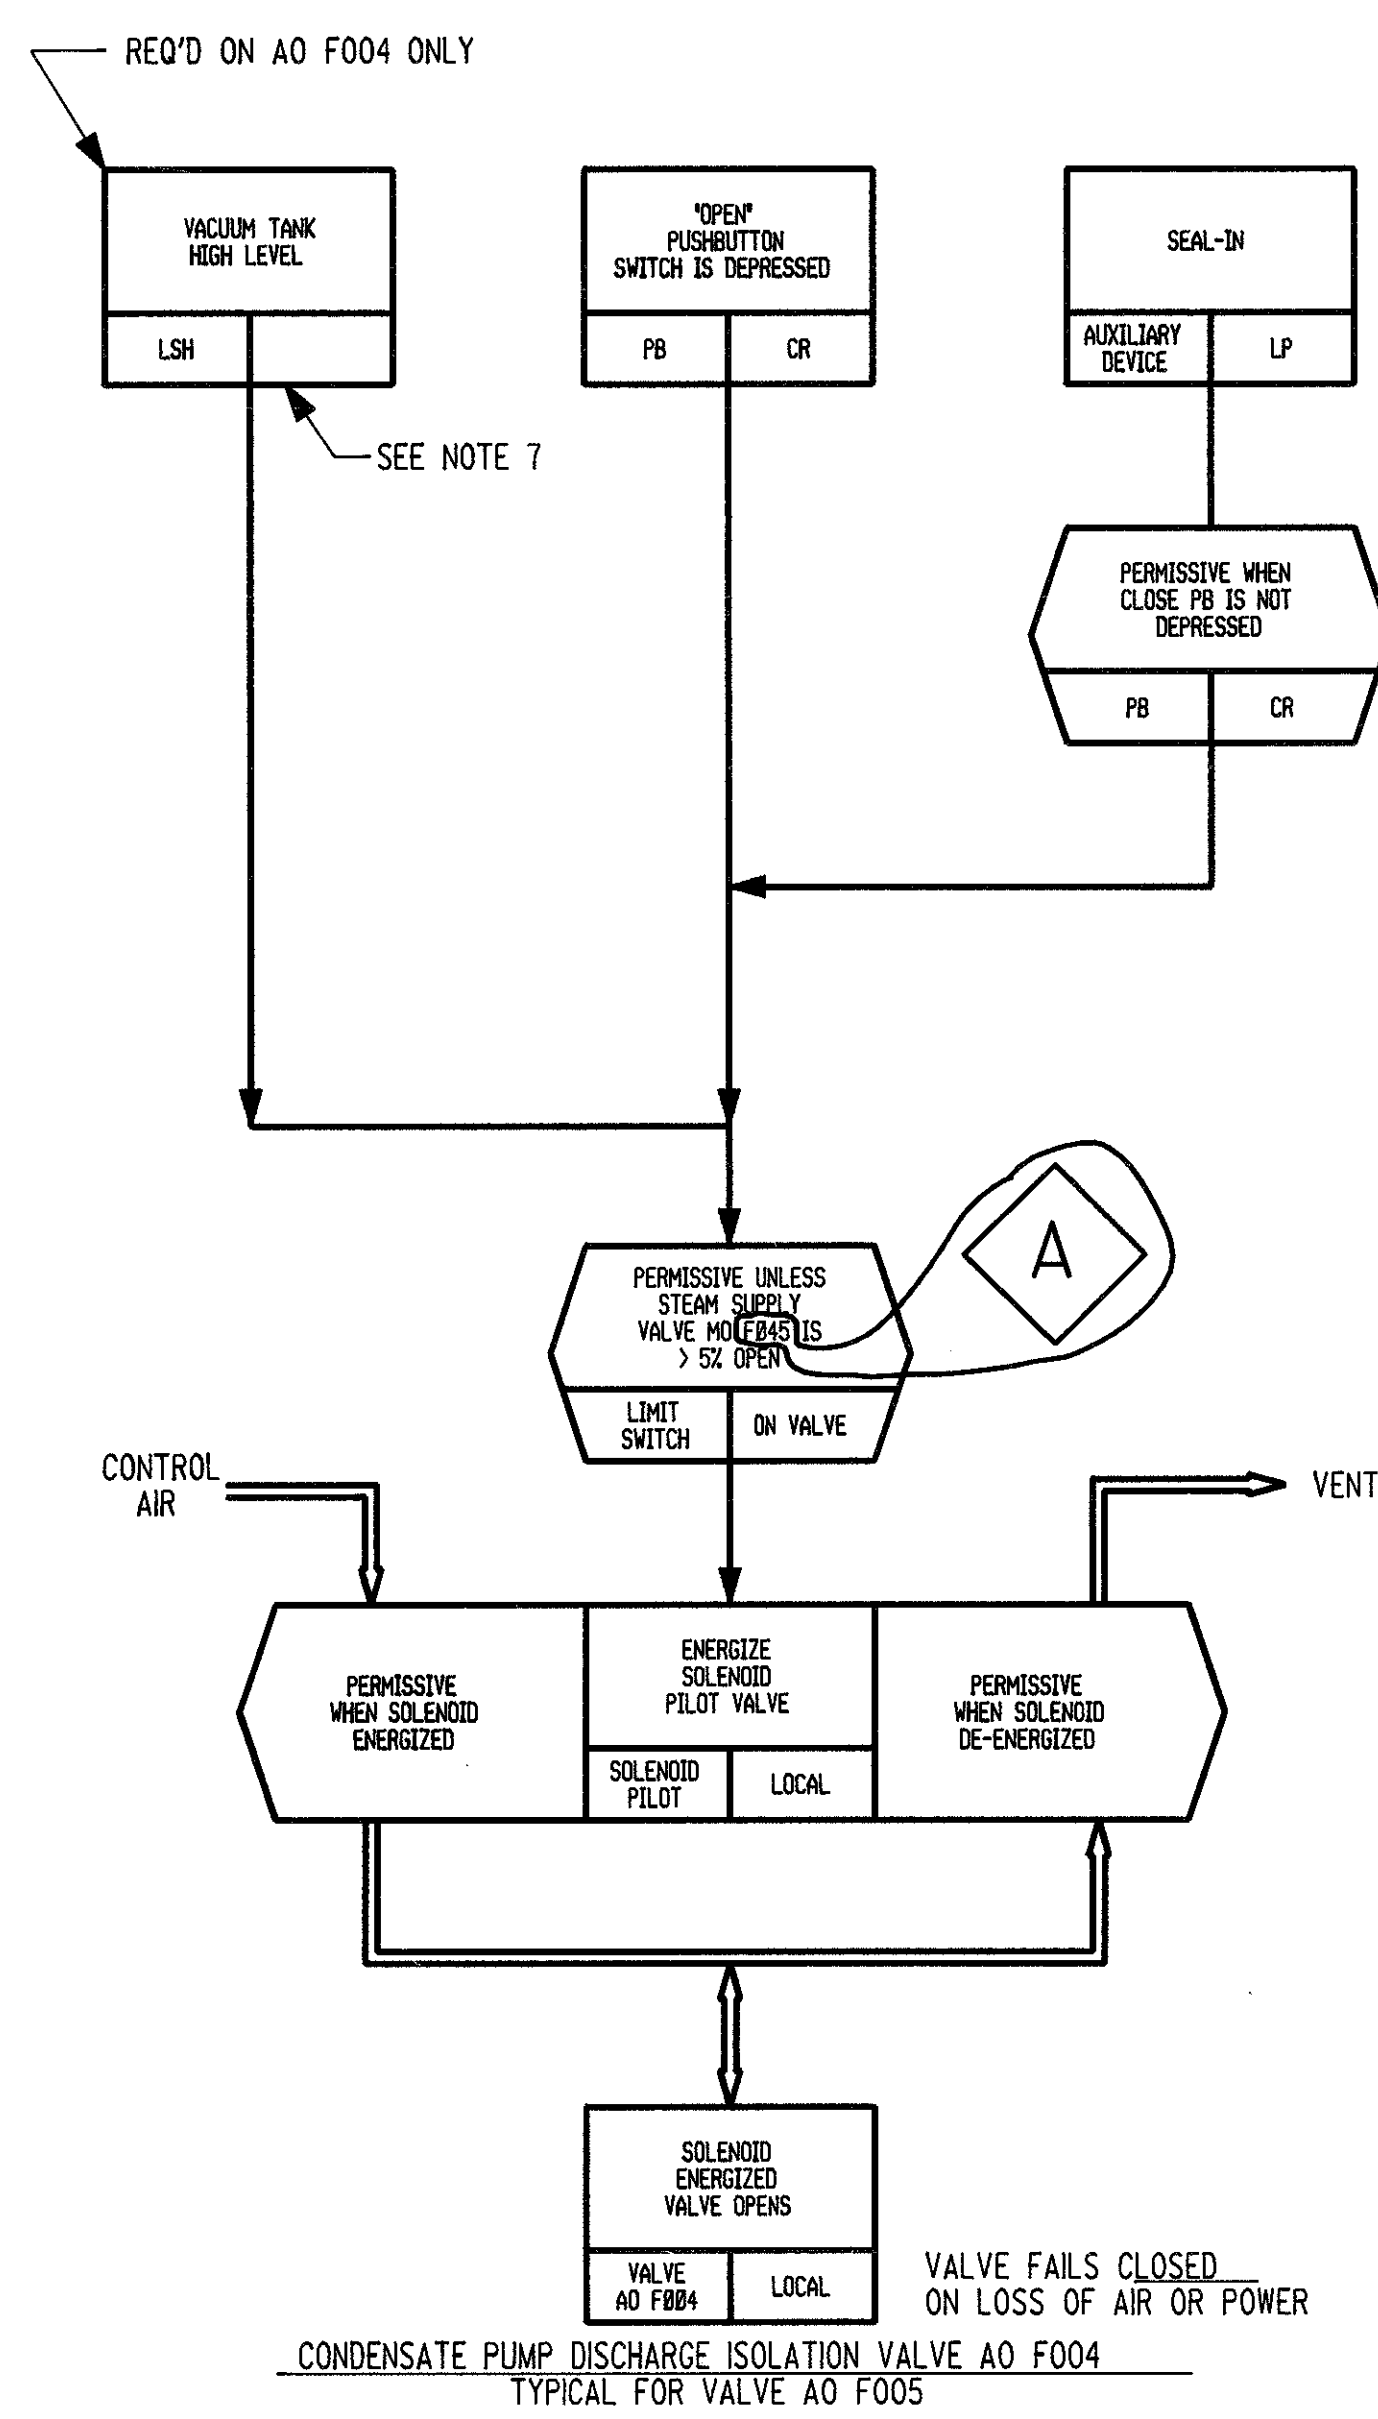 REQ'D ON AO F004 ONLY
VACUUM TANK
HIGH LEVEL
LSH
SEE NOTE 7
"OPEN"
PUSHBUTTON
SWITCH IS DEPRESSED
PB
CR
SEAL-IN
AUXILIARY
DEVICE
LP
PERMISSIVE WHEN
CLOSE PB IS NOT
DEPRESSED
PB
CR
A
PERMISSIVE UNLESS
STEAM SUPPLY
VALVE MO F045 IS
> 5% OPEN
LIMIT
SWITCH
ON VALVE
CONTROL
AIR
VENT
PERMISSIVE
WHEN SOLENOID
ENERGIZED
ENERGIZE
SOLENOID
PILOT VALVE
SOLENOID
PILOT
LOCAL
PERMISSIVE
WHEN SOLENOID
DE-ENERGIZED
SOLENOID
ENERGIZED
VALVE OPENS
VALVE
AO F004
LOCAL
VALVE FAILS CLOSED
ON LOSS OF AIR OR POWER
CONDENSATE PUMP DISCHARGE ISOLATION VALVE AO F004
TYPICAL FOR VALVE AO F005